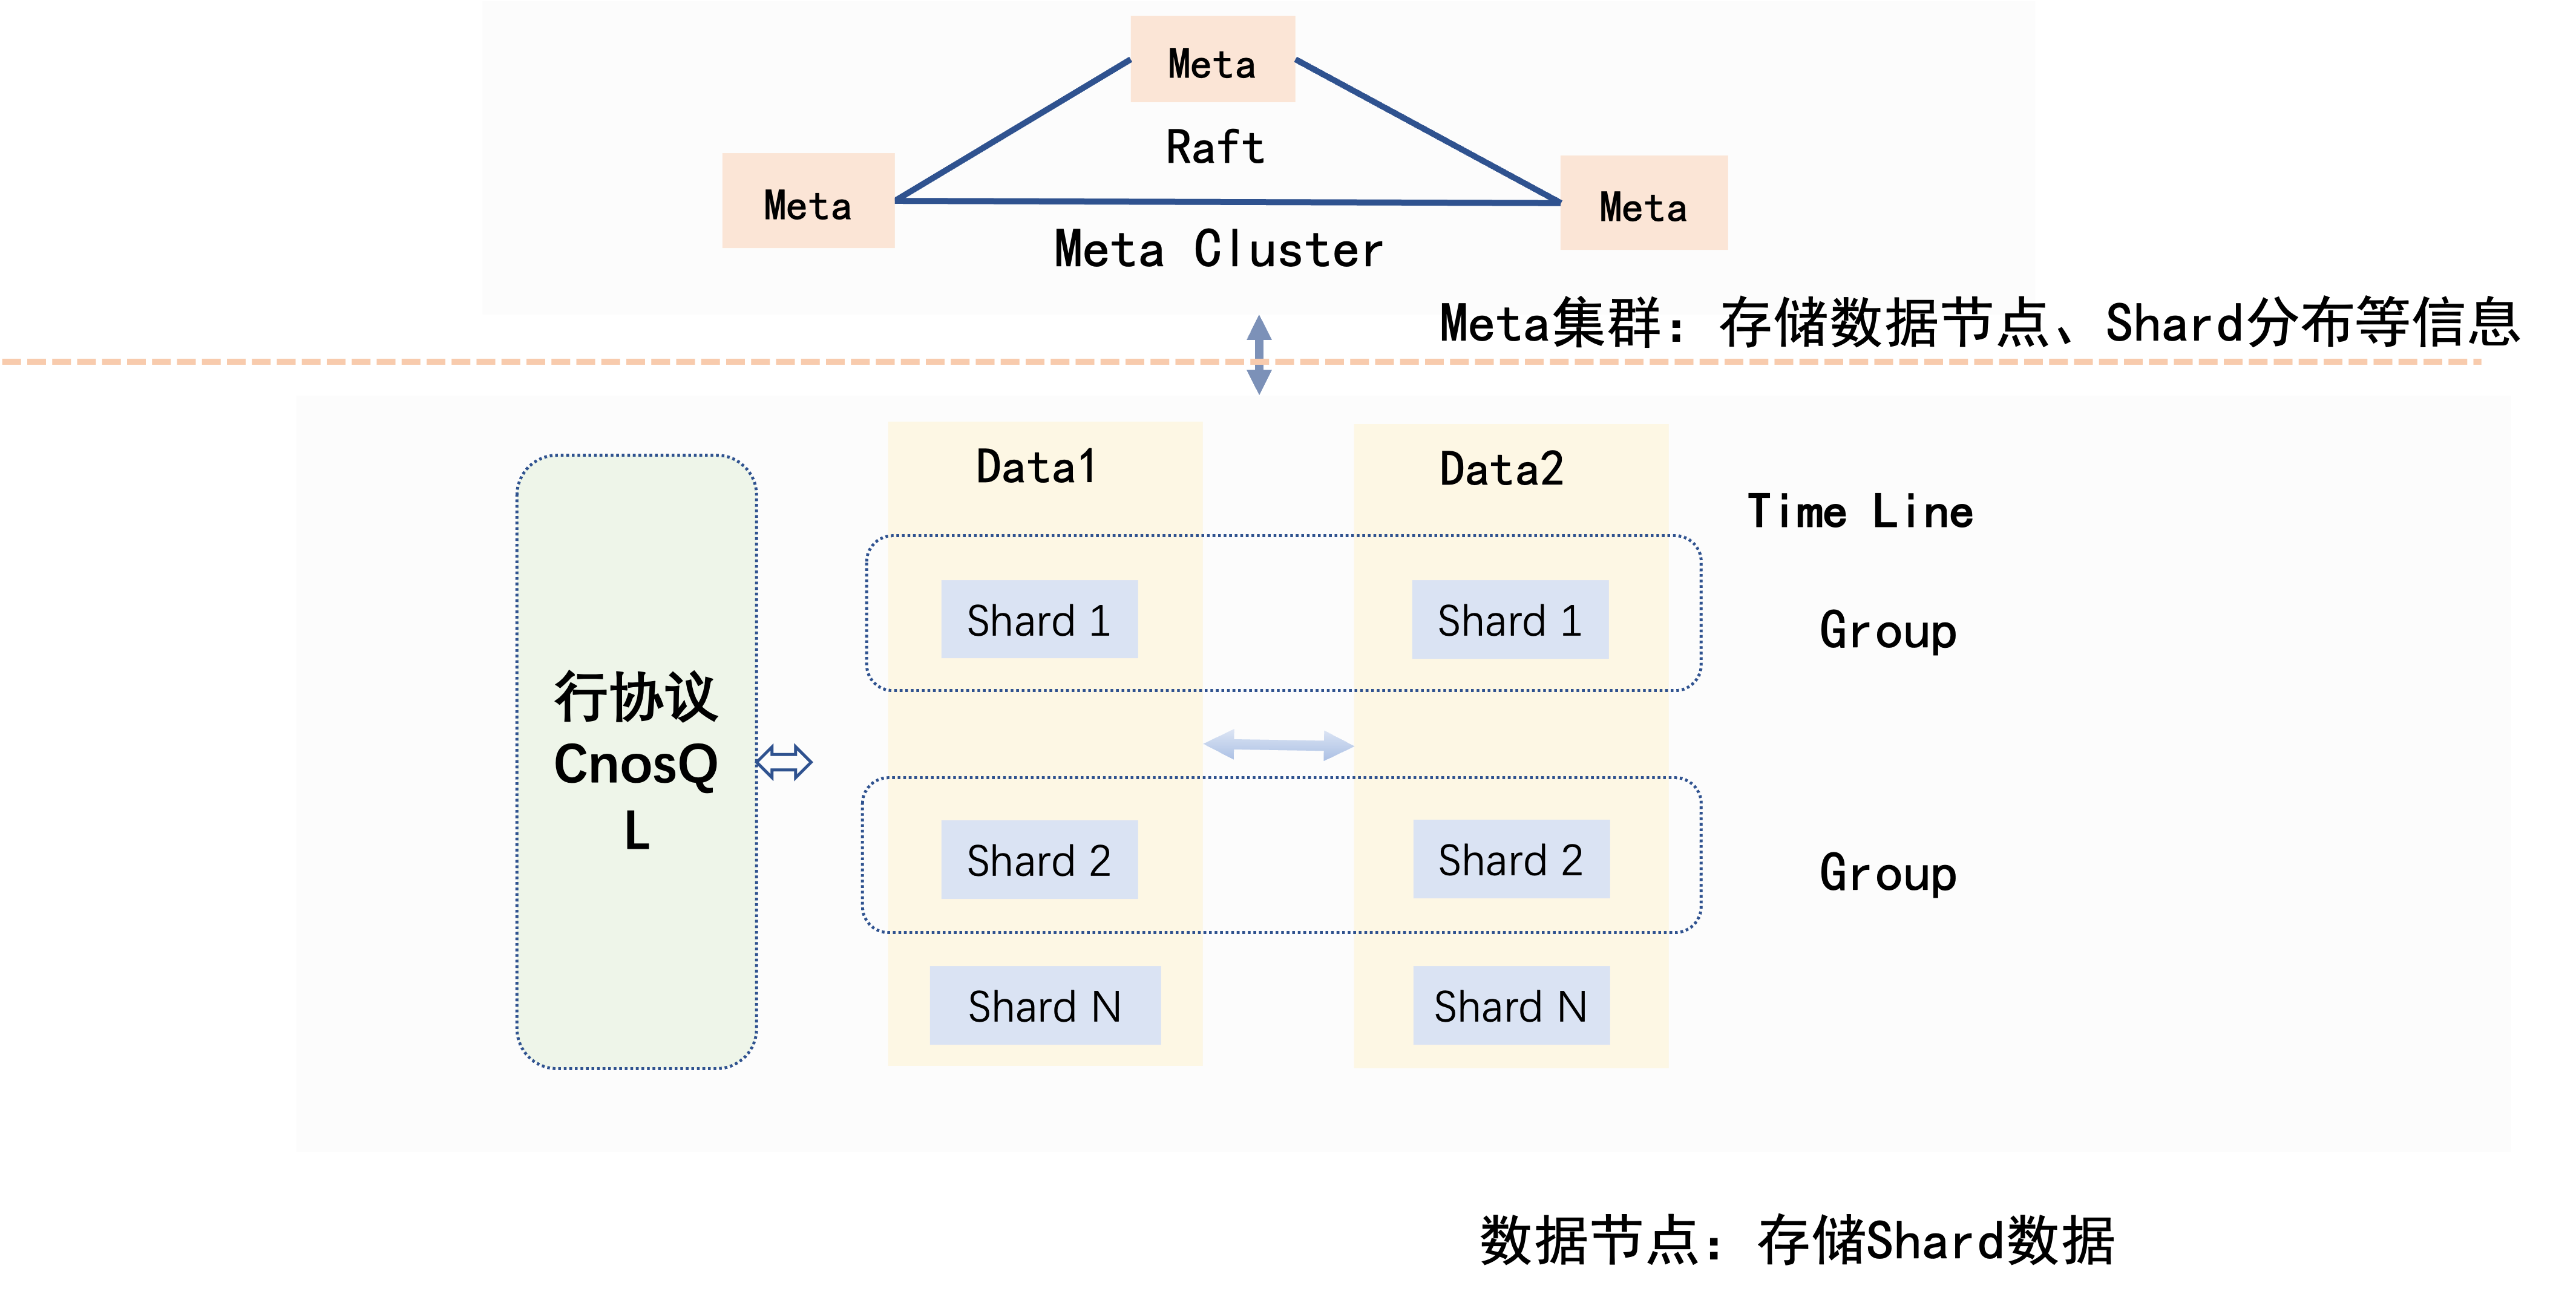 Meta
Raft
Meta
Meta
Meta Cluster
Meta集群：存储数据节点、Shard分布等信息
Data1
Data2
Time Line
Shard 1
Shard 1
Group
行协议
CnosQ
L
Shard 2
Shard 2
Group
Shard N
Shard N
数据节点：存储Shard数据